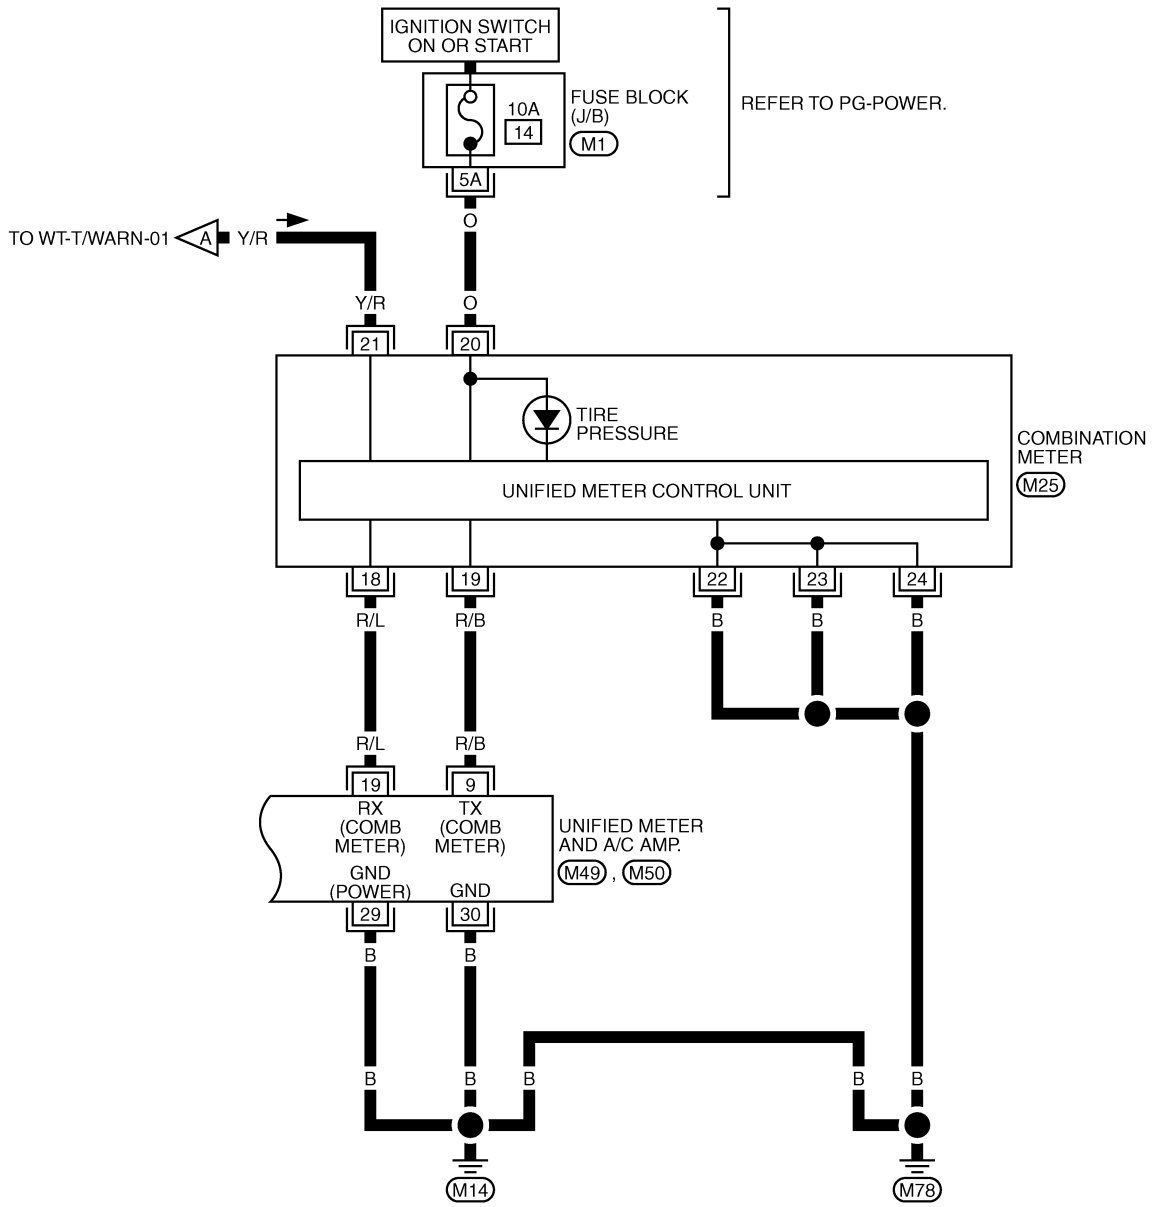 IGNITION SWITCH
ON OR START
FUSE BLOCK
(J/B)
M1
10A
14
5A
REFER TO PG-POWER.
O
TO WT-T/WARN-01
A
Y/R
Y/R
O
21
20
TIRE
PRESSURE
COMBINATION
METER
M25
UNIFIED METER CONTROL UNIT
18
19
22
23
24
R/L
R/B
B
B
B
R/L
R/B
19
9
RX
(COMB
METER)
TX
(COMB
METER)
UNIFIED METER
AND A/C AMP.
M49 , M50
GND
(POWER)
GND
29
30
B
B
B
B
B
B
B
M14
M78